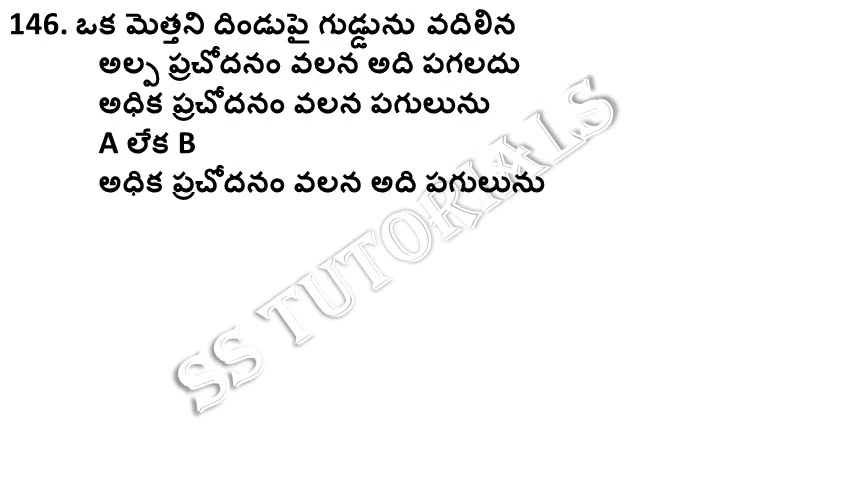 146. ఒక మెత్తని దిండుపై గుడ్డును వదిలిన
అల్ప ప్రచోదనం వలన అది పగలదు
అధిక ప్రచోదనం వలన పగులును
A లేక B
అధిక ప్రచోదనం వలన అది పగులును
SS TUTORIALS